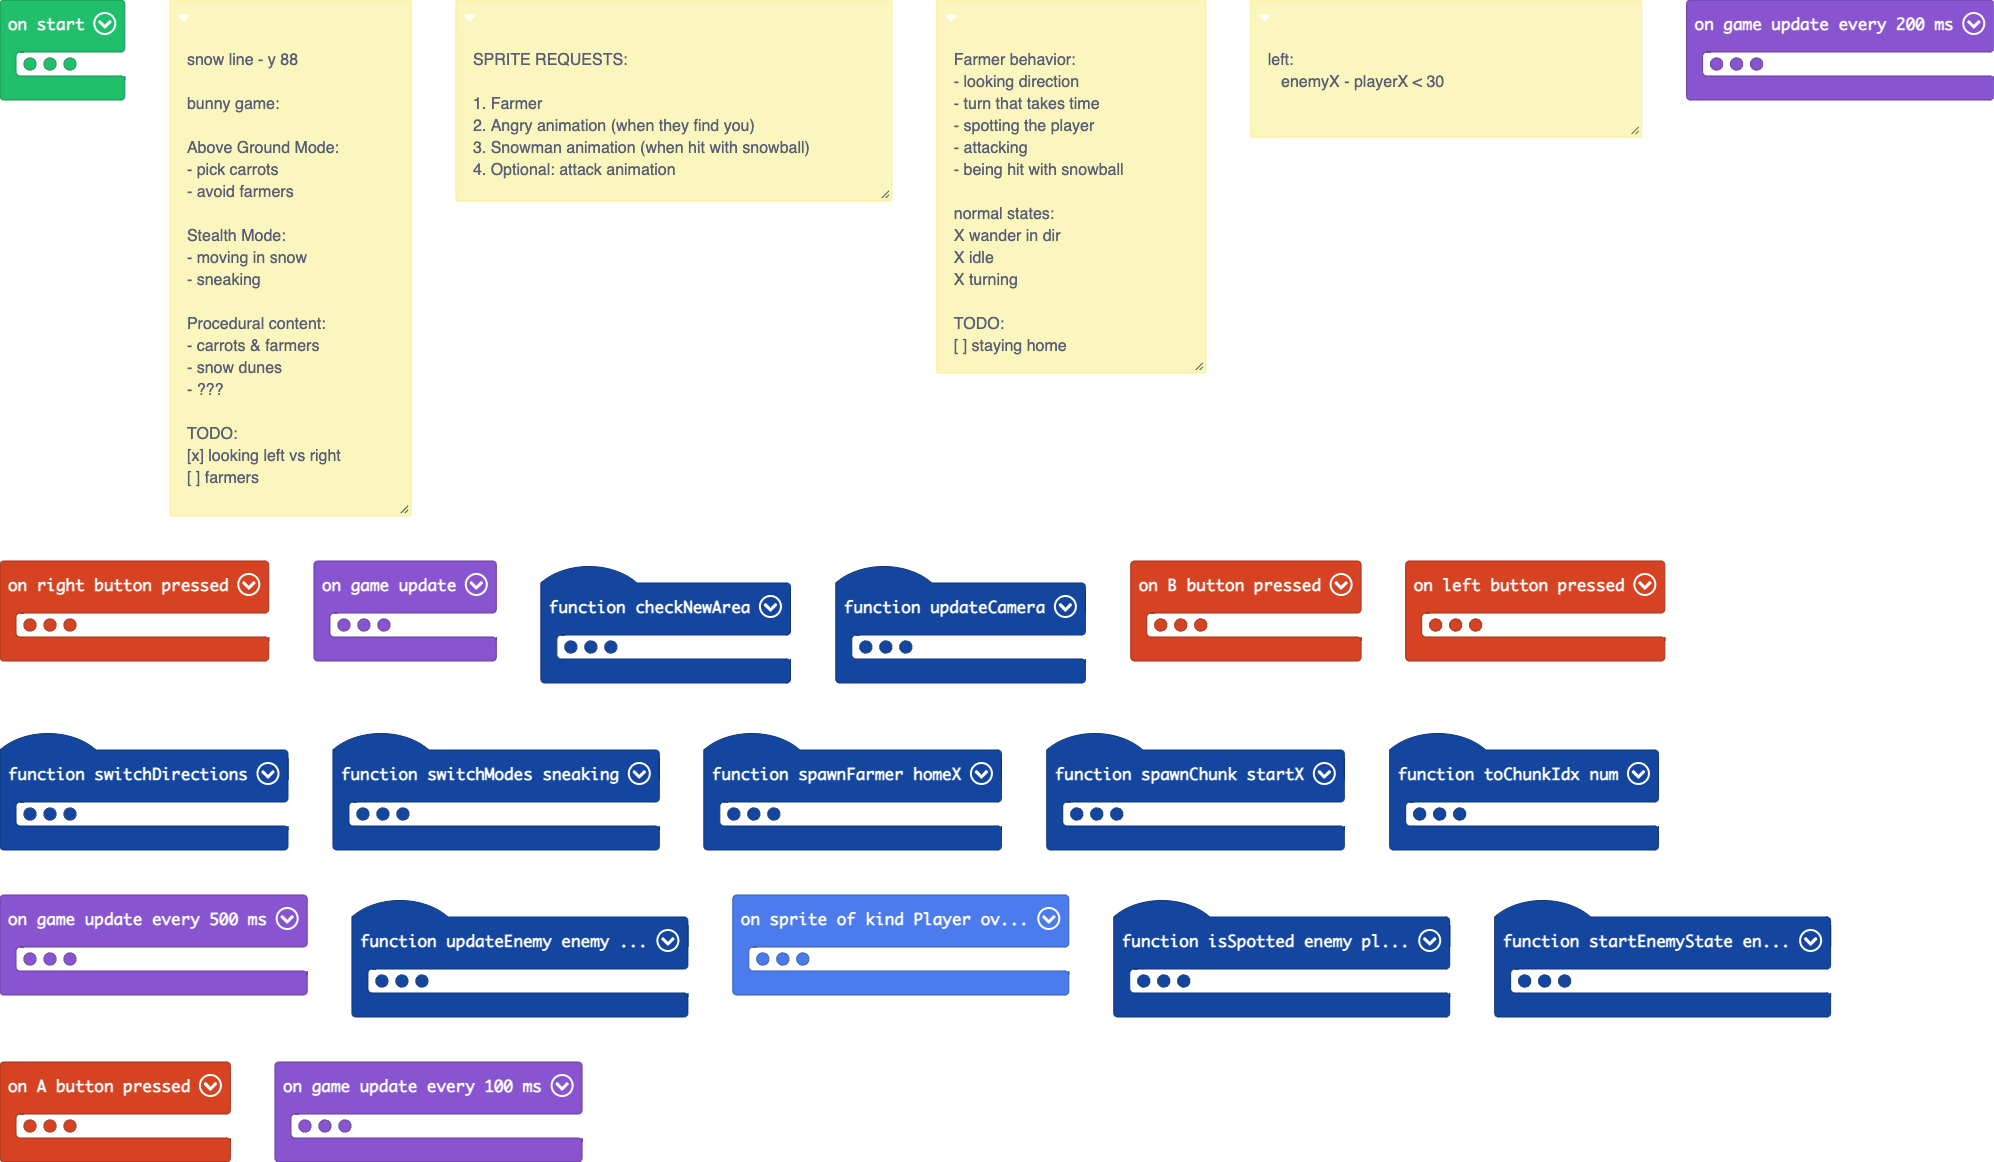 on start
snow line - y 88
bunny game:
Above Ground Mode:
- pick carrots
- avoid farmers
Stealth Mode:
- moving in snow
- sneaking
Procedural content:
- carrots & farmers
- snow dunes
- ???
TODO:
[x] looking left vs right
[ ] farmers
SPRITE REQUESTS:
1. Farmer
2. Angry animation (when they find you)
3. Snowman animation (when hit with snowball)
4. Optional: attack animation
Farmer behavior:
- looking direction
- turn that takes time
- spotting the player
- attacking
- being hit with snowball
normal states:
X wander in dir
X idle
X turning
TODO:
[ ] staying home
left:
enemyX - playerX < 30
on game update every 200 ms
on right button pressed
on game update
function checkNewArea
function updateCamera
on B button pressed
on left button pressed
function switchDirections
function switchModes sneaking
function spawnFarmer homeX
function spawnChunk startX
function toChunkIdx num
on game update every 500 ms
function updateEnemy enemy ...
on sprite of kind Player ov...
function isSpotted enemy pl...
function startEnemyState en...
on A button pressed
on game update every 100 ms